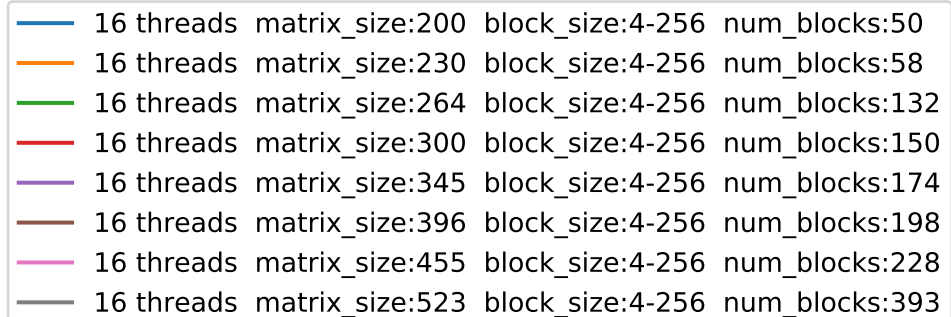 16 threads  matrix_size:200  block_size:4-256  num_blocks:50
16 threads  matrix_size:230  block_size:4-256  num_blocks:58
16 threads  matrix_size:264  block_size:4-256  num_blocks:132
16 threads  matrix_size:300  block_size:4-256  num_blocks:150
16 threads  matrix_size:345  block_size:4-256  num_blocks:174
16 threads  matrix_size:396  block_size:4-256  num_blocks:198
16 threads  matrix_size:455  block_size:4-256  num_blocks:228
16 threads  matrix_size:523  block_size:4-256  num_blocks:393